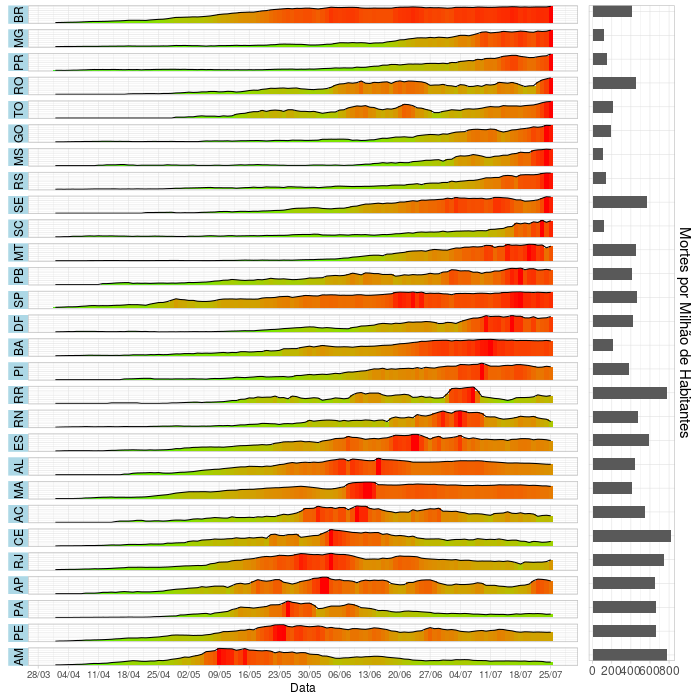 BR
MG
PR
RO
TO
GO
MS
RS
SE
SC
MT
PB
SP
DF
BA
PI
RR
RN
ES
AL
MA
AC
CE
RJ
AP
PA
PE
AM
28/03 04/04 11/04 18/04 25/04 02/05 09/05 16/05 23/05 30/05 06/06 13/06 20/06 27/06 04/07 11/07 18/07 25/07
Data
0 200 400 600 800
Mortes por Milhão de Habitantes